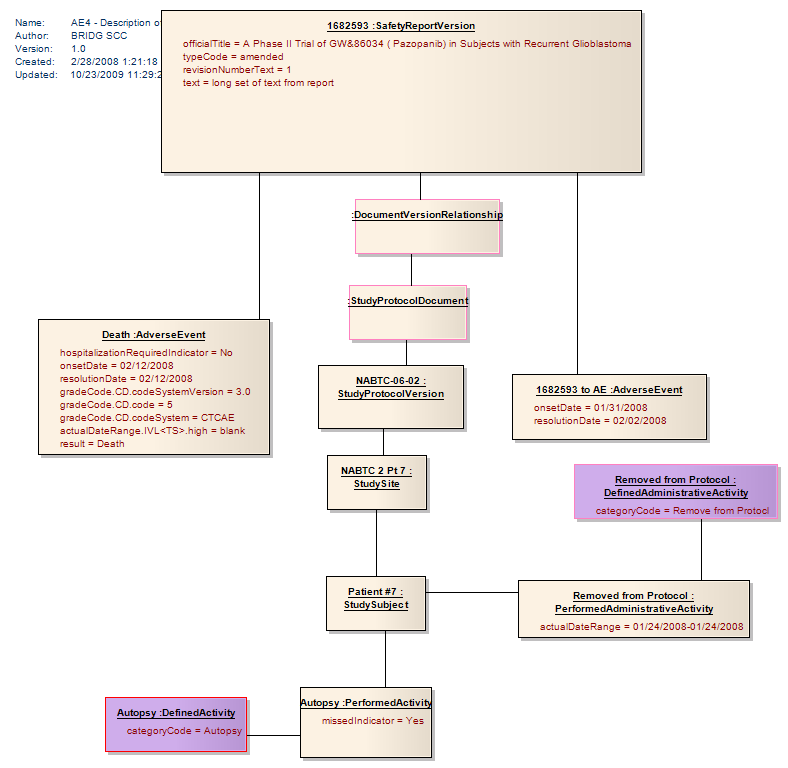 Name: AE4 - Description of
Author: BRIDG SCC
Version: 1.0
Created: 2/28/2008 1:21:18
Updated: 10/23/2009 11:29:2
1682593 :SafetyReportVersion
officialTitle = A Phase II Trial of GW&86034 ( Pazopanib) in Subjects with Recurrent Glioblastoma
typeCode = amended
revisionNumberText = 1
text = long set of text from report
:DocumentVersionRelationship
:StudyProtocolDocument
Death :AdverseEvent
hospitalizationRequiredIndicator = No
onsetDate = 02/12/2008
resolutionDate = 02/12/2008
gradeCode.CD.codeSystemVersion = 3.0
gradeCode.CD.code = 5
gradeCode.CD.codeSystem = CTCAE
actualDateRange.IVL<TS>.high = blank
result = Death
NABTC-06-02 :
StudyProtocolVersion
1682593 to AE :AdverseEvent
onsetDate = 01/31/2008
resolutionDate = 02/02/2008
NABTC 2 Pt 7 :
StudySite
Removed from Protocol :
DefinedAdministrativeActivity
categoryCode = Remove from Protocl
Patient #7 :
StudySubject
Removed from Protocol :
PerformedAdministrativeActivity
actualDateRange = 01/24/2008-01/24/2008
Autopsy :DefinedActivity
categoryCode = Autopsy
Autopsy :PerformedActivity
missedIndicator = Yes